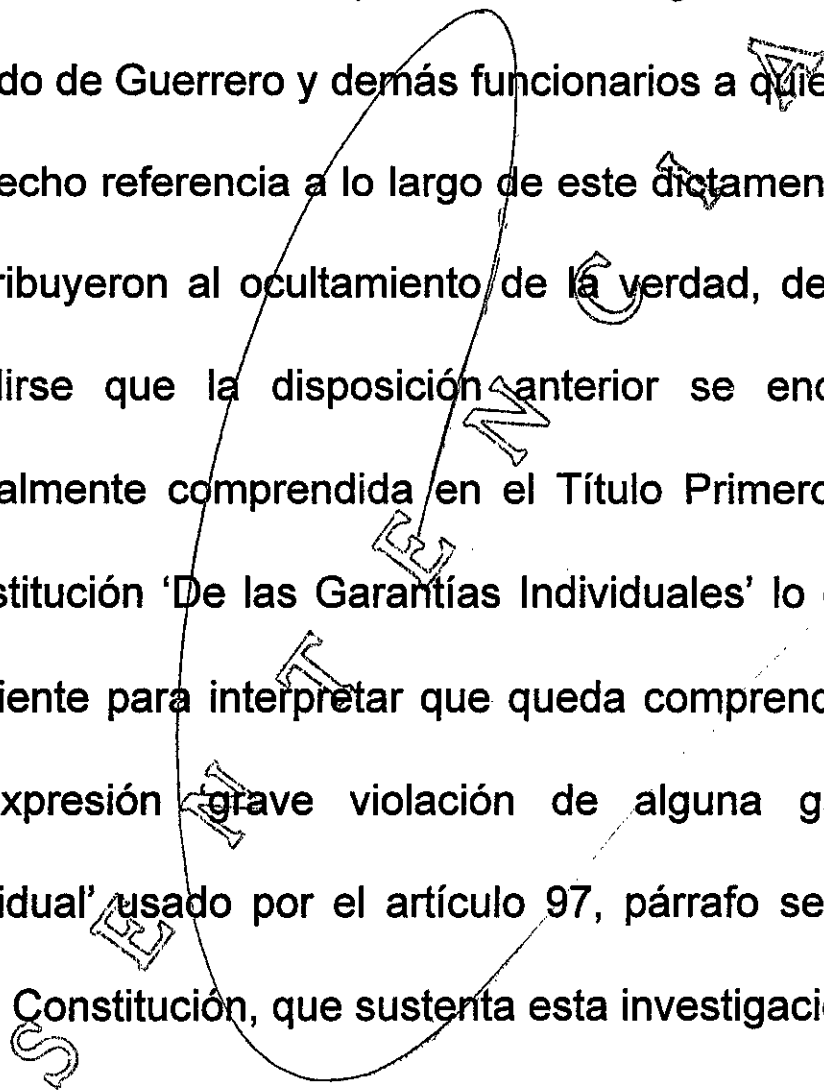 do de Guerrero y demás funcionarios a quie
echo referencia a lo largo de este dictamen
ribuyeron al ocultamiento de la verdad, de
dirse que la disposición anterior se enc
almente comprendida en el Título Primero
stitución ‘De las Garantías Individuales’ lo
iente para interpretar que queda comprend
xpresión grave violación de alguna g
idual’ usado por el artículo 97, párrafo se
Constitución, que sustenta esta investigaci
SENTENCIA